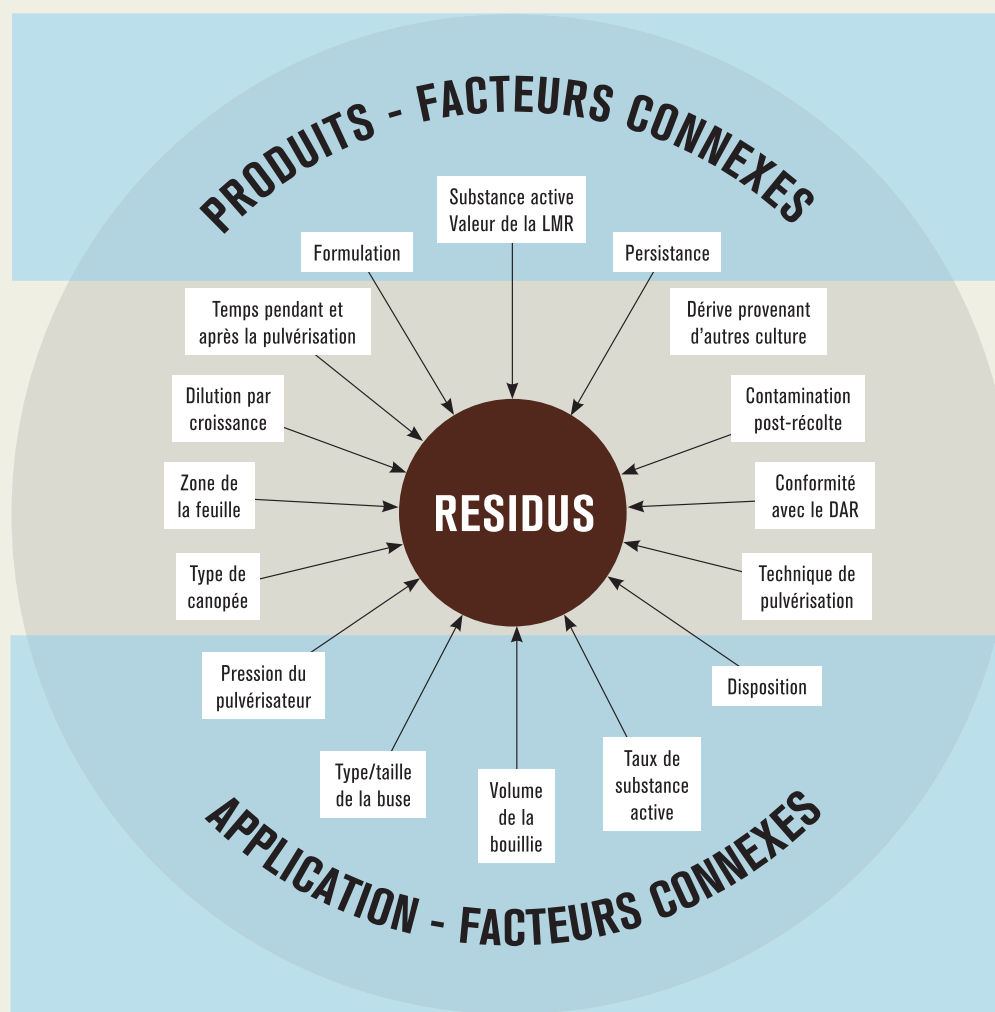 PRODUITS - FACTEURS CONNEXES
Substance active
Valeur de la LMR
Formulation
Persistance
Temps pendant et
après la pulvérisation
Dérive provenant
d'autres culture
Dilution par
croissance
Contamination
post-récolte
Zone de
la feuille
Conformité
avec le DAR
RESIDUS
Type de
canopée
Technique de
pulvérisation
Pression du
pulvérisateur
Disposition
Type/taille
de la buse
Volume
de la
bouillie
Taux de
substance
active
APPLICATION - FACTEURS CONNEXES